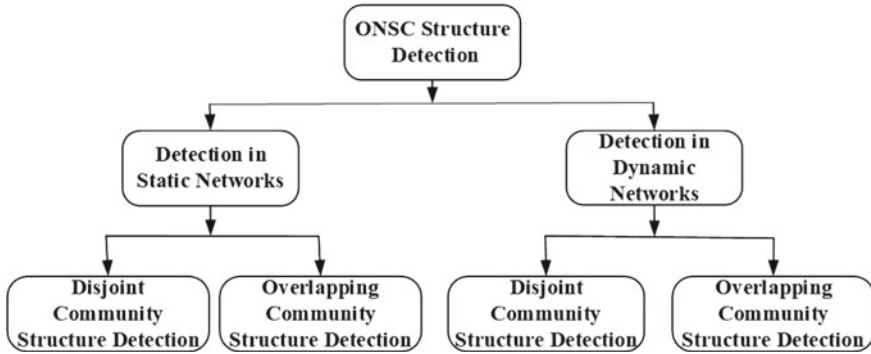 ONSC Structure
Detection
Detection in
Static Networks
Detection in
Dynamic
Networks
Disjoint
Community
Structure Detection
Overlapping
Community
Structure Detection
Disjoint
Community
Structure Detection
Overlapping
Community
Structure Detection